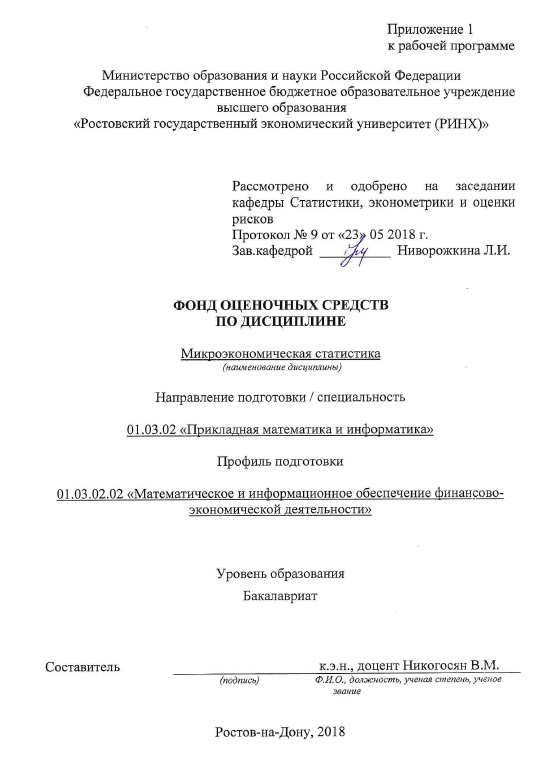 Приложение 1
к рабочей программе
Министерство образования и науки Российской Федерации
Федеральное государственное бюджетное образовательное учреждение
высшего образования
«Ростовский государственный экономический университет (РИНХ)»
Рассмотрено и одобрено на заседании
кафедры Статистики, эконометрики и оценки
рисков
Протокол № 9 от «23» 05 2018 г.
Зав.кафедрой Ниворожкина Л.И.
ФОНД ОЦЕНОЧНЫХ СРЕДСТВ
ПО ДИСЦИПЛИНЕ
Микроэкономическая статистика
(наименование дисциплины)
Направление подготовки / специальность
01.03.02 «Прикладная математика и информатика»
Профиль подготовки
01.03.02.02 «Математическое и информационное обеспечение финансово-
экономической деятельности»
Уровень образования
Бакалавриат
Составитель к.э.н., доцент Никогосян В.М.
(подпись) Ф.И.О., должность, ученая степень, ученое
звание
Ростов-на-Дону, 2018